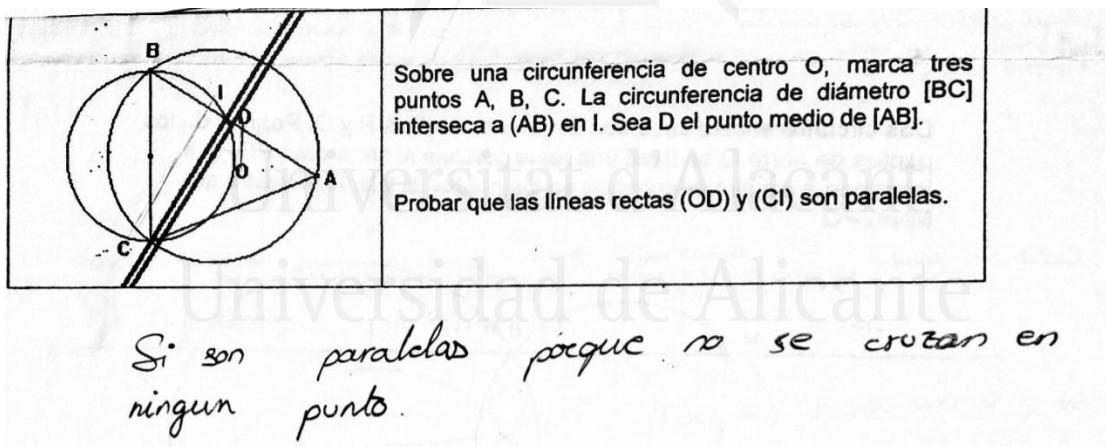 B
I
D
O
A
C
Sobre una circunferencia de centro O, marca tres
puntos A, B, C. La circunferencia de diámetro [BC]
interseca a (AB) en I. Sea D el punto medio de [AB].
Probar que las líneas rectas (OD) y (CI) son paralelas.
Universitat d'Alacant
Universidad de Alicante
Si son paralelas porque no se cruzan en
ningun punto.